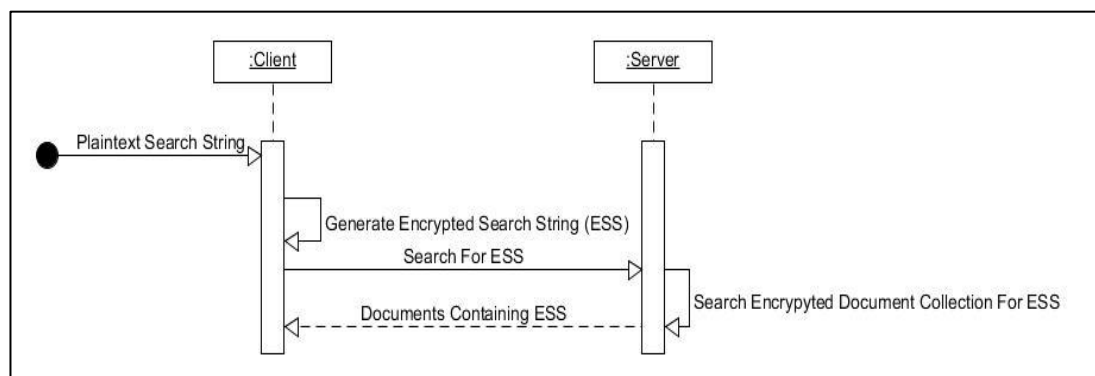 :Client
:Server
Plaintext Search String
Generate Encrypted Search String (ESS)
Search For ESS
Search Encrypyted Document Collection For ESS
Documents Containing ESS